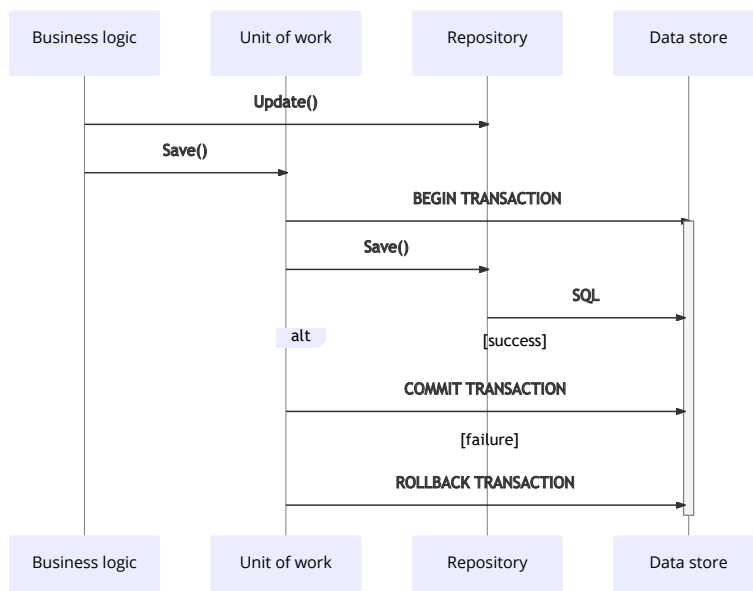 Business logic
Unit of work
Repository
Data store
Update()
Save()
BEGIN TRANSACTION
Save()
SQL
alt
[success]
COMMIT TRANSACTION
[failure]
ROLLBACK TRANSACTION
Business logic
Unit of work
Repository
Data store